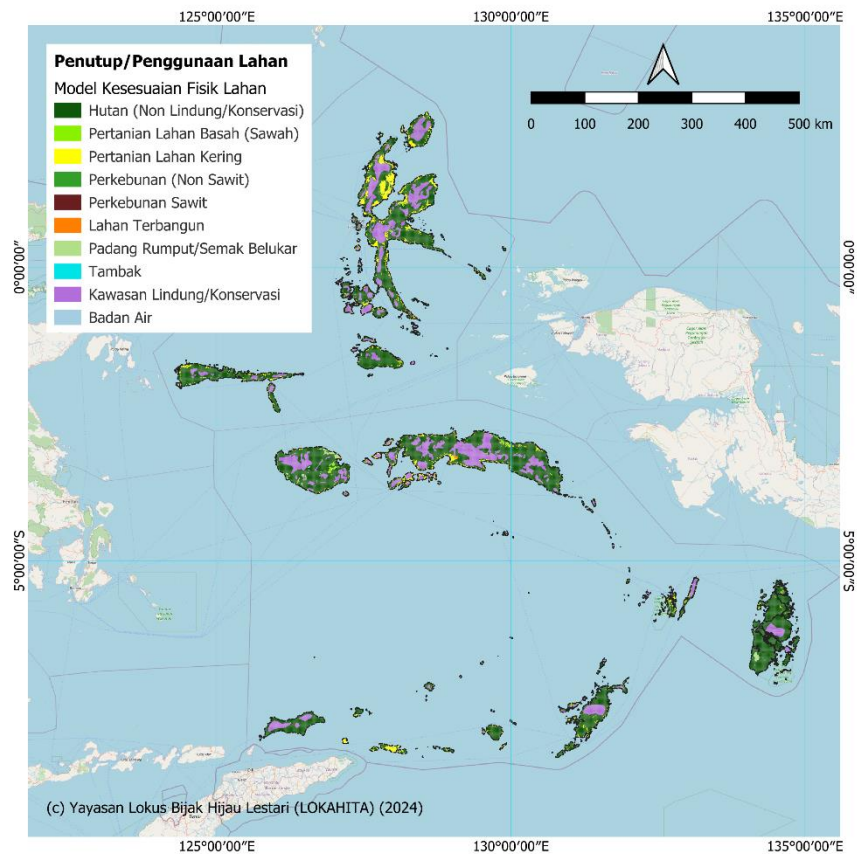 125°00′00″E 130°00′00″E 135°00′00″E
Penutup/Penggunaan Lahan
Model Kesesuaian Fisik Lahan
Hutan (Non Lindung/Konservasi)
Pertanian Lahan Basah (Sawah)
Pertanian Lahan Kering
Perkebunan (Non Sawit)
Perkebunan Sawit
Lahan Terbangun
Padang Rumput/Semak Belukar
Tambak
Kawasan Lindung/Konservasi
Badan Air
0 100 200 300 400 500 km
0°00′00″ 0°00′00″
5°00′00″S 5°00′00″S
(c) Yayasan Lokus Bijak Hijau Lestari (LOKAHITA) (2024)
125°00′00″E 130°00′00″E 135°00′00″E